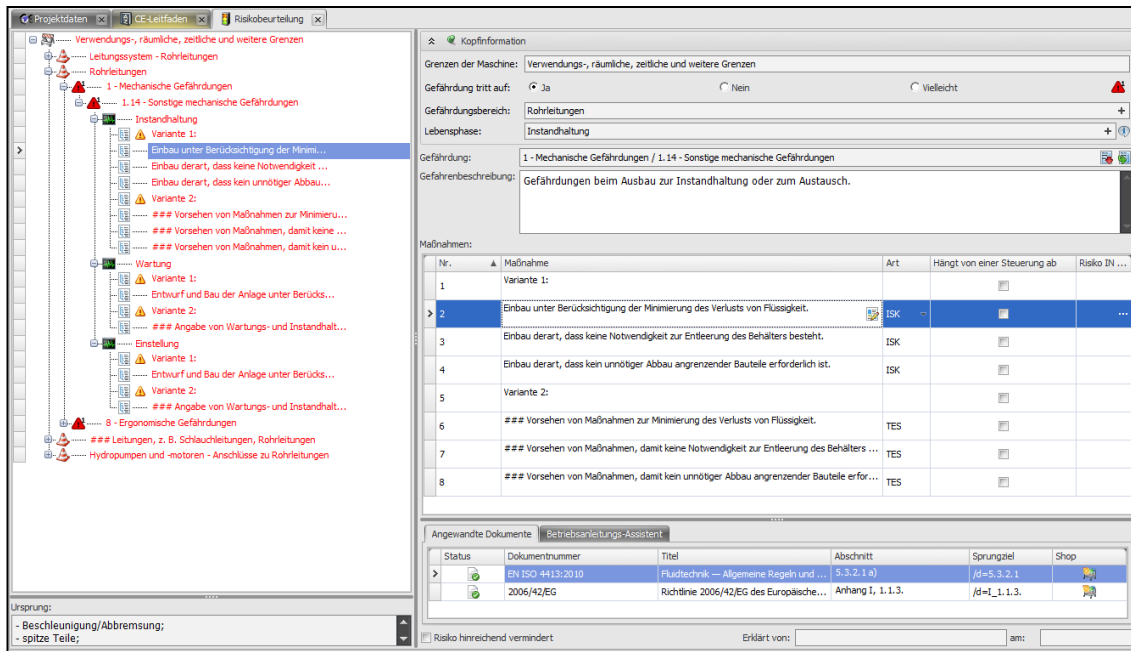 Projektdaten
CE-Leitfaden
Risikobeurteilung
Verwendungs-, räumliche, zeitliche und weitere Grenzen
Leitungssystem - Rohrleitungen
Rohrleitungen
1 - Mechanische Gefährdungen
1.14 - Sonstige mechanische Gefährdungen
Instandhaltung
Variante 1:
Einbau unter Berücksichtigung der Minimi...
Einbau derart, dass keine Notwendigkeit ...
Einbau derart, dass kein unnötiger Abbau...
Variante 2:
### Vorsehen von Maßnahmen zur Minimieru...
### Vorsehen von Maßnahmen, damit keine ...
### Vorsehen von Maßnahmen, damit kein u...
Wartung
Variante 1:
Entwurf und Bau der Anlage unter Berücks...
Variante 2:
### Angabe von Wartungs- und Instandhalt...
Einstellung
Variante 1:
Entwurf und Bau der Anlage unter Berücks...
Variante 2:
### Angabe von Wartungs- und Instandhalt...
8 - Ergonomische Gefährdungen
### Leitungen, z. B. Schlauchleitungen, Rohrleitungen
Hydropumpen und -motoren - Anschlüsse zu Rohrleitungen
Ursprung:
- Beschleunigung/Abbremsung;
- spitze Teile;
Kopfinformation
Grenzen der Maschine: Verwendungs-, räumliche, zeitliche und weitere Grenzen
Gefährdung tritt auf: Ja Nein Vielleicht
Gefährdungsbereich: Rohrleitungen
Lebensphase: Instandhaltung
Gefährdung: 1 - Mechanische Gefährdungen / 1.14 - Sonstige mechanische Gefährdungen
Gefahrenbeschreibung: Gefährdungen beim Ausbau zur Instandhaltung oder zum Austausch.
Maßnahmen:
Nr. Maßnahme Art Hängt von einer Steuerung ab Risiko IN ...
1 Variante 1:
2 Einbau unter Berücksichtigung der Minimierung des Verlusts von Flüssigkeit. ISK ...
3 Einbau derart, dass keine Notwendigkeit zur Entleerung des Behälters besteht. ISK
4 Einbau derart, dass kein unnötiger Abbau angrenzender Bauteile erforderlich ist. ISK
5 Variante 2:
6 ### Vorsehen von Maßnahmen zur Minimierung des Verlusts von Flüssigkeit. TES
7 ### Vorsehen von Maßnahmen, damit keine Notwendigkeit zur Entleerung des Behälters ... TES
8 ### Vorsehen von Maßnahmen, damit kein unnötiger Abbau angrenzender Bauteile erfor... TES
Angewandte Dokumente Betriebsanleitungs-Assistent
Status Dokumentnummer Titel Abschnitt Sprungziel Shop
EN ISO 4413:2010 Fluidtechnik — Allgemeine Regeln und ... 5.3.2.1 a) /d=5.3.2.1
2006/42/EG Richtlinie 2006/42/EG des Europäische... Anhang I, 1.1.3. /d=I_1.1.3.
Risiko hinreichend vermindert Erklärt von: am: